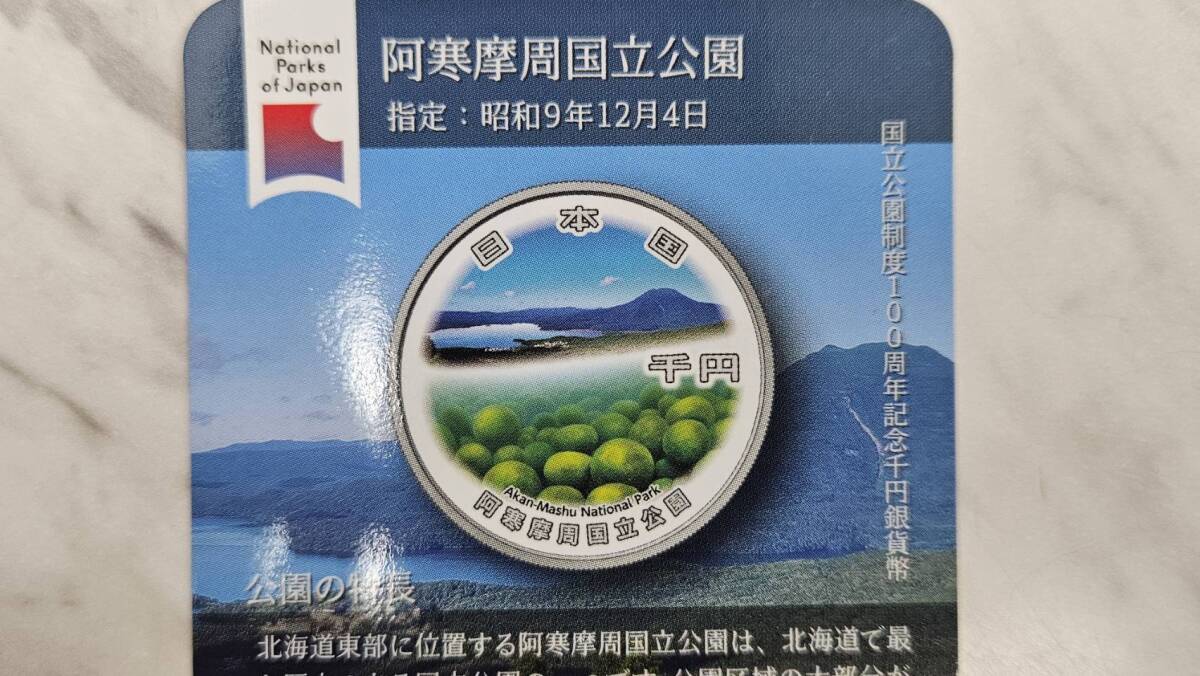 National
Parks
of Japan
阿寒摩周国立公園
指定：昭和9年12月4日
国立公園制度100周年記念千円銀貨幣
日本国
千円
Akan-Mashu National Park
阿寒摩周国立公園
公園の特長
北海道東部に位置する阿寒摩周国立公園は、北海道で最